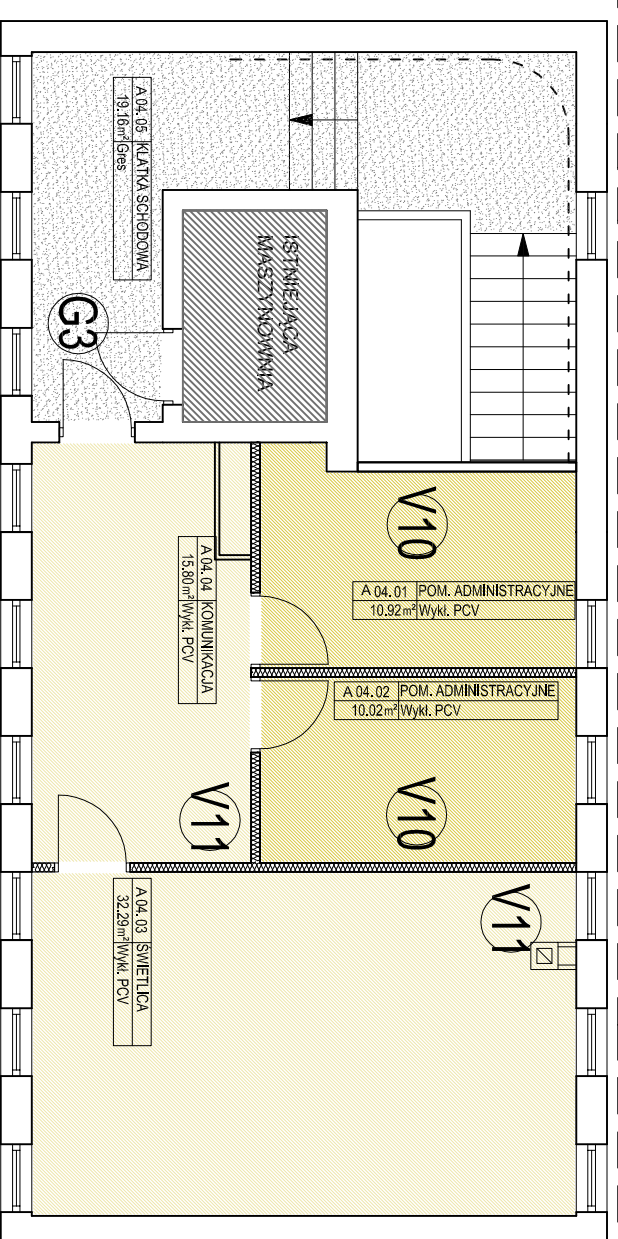 A 04.05 KLATKA SCHODOWA
19.16m² Gres
ISTNIEJĄCA
MASZYNOWNIA
G3
V10
A 04.01 POM. ADMINISTRACYJNE
10.92m² Wykł. PCV
A 04.04 KOMUNIKACJA
15.80m² Wykł. PCV
A 04.02 POM. ADMINISTRACYJNE
10.02m² Wykł. PCV
V10
V11
V11
A 04.03 ŚWIETLICA
32.29m² Wykł. PCV